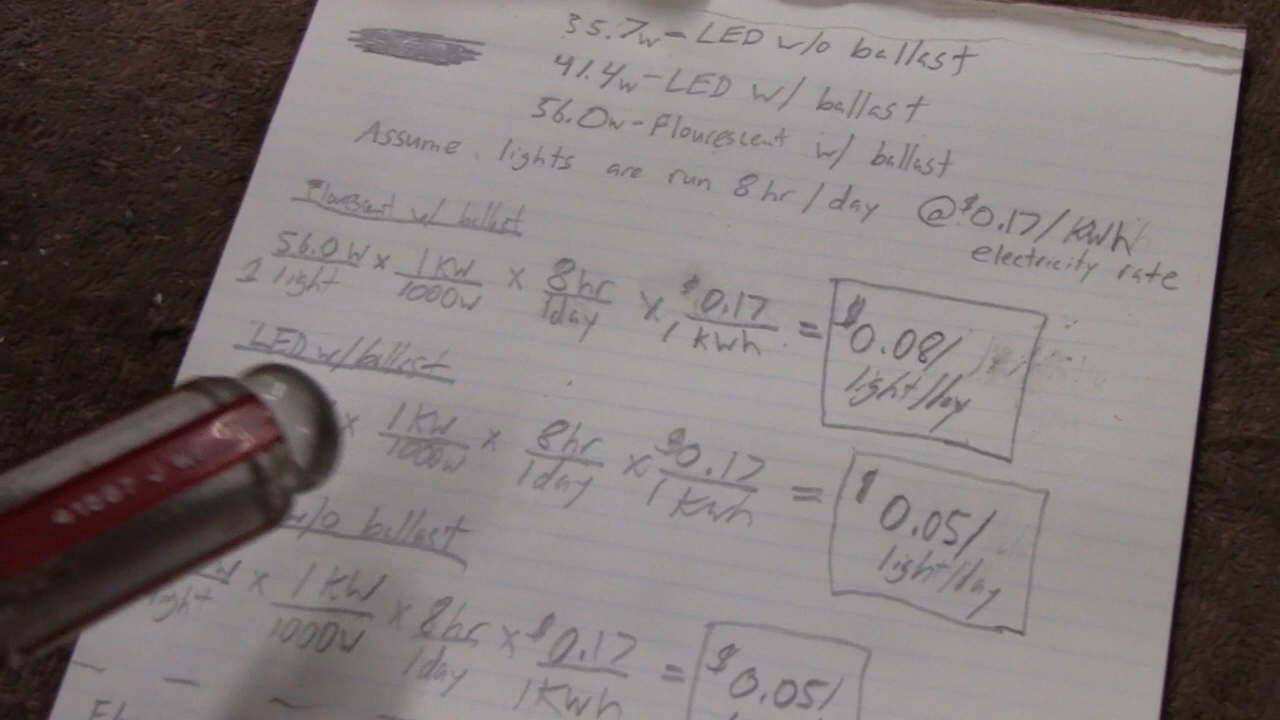 35.7w - LED w/o ballast
41.4w - LED w/ ballast
56.0w - Flourescent w/ ballast
Assume lights are run 8hr/day @ $0.17/KWh
electricity rate
Flourescent w/ ballast
56.0W/1 light × 1KW/1000W × 8hr/1day × $0.17/1 KWh = $0.08/light/day
LED w/ballast
× 1KW/1000W × 8hr/1day × $0.17/1 KWh = $0.05/light/day
w/o ballast
light × 1KW/1000W × 8hr/1day × $0.17/1KWh = $0.05/